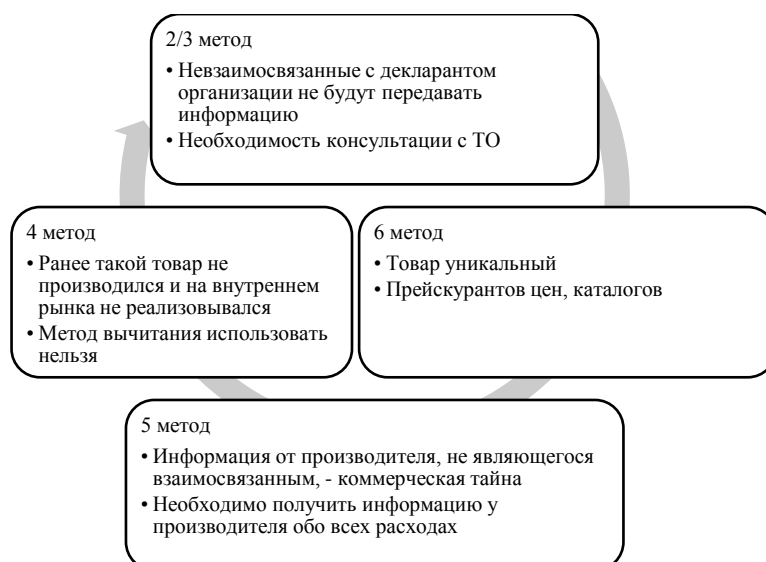 2/3 метод
• Невзаимосвязанные с декларантом
организации не будут передавать
информацию
• Необходимость консультации с ТО
4 метод
• Ранее такой товар не
производился и на внутреннем
рынка не реализовывался
• Метод вычитания использовать
нельзя
6 метод
• Товар уникальный
• Прейскурантов цен, каталогов
5 метод
• Информация от производителя, не являющегося
взаимосвязанным, - коммерческая тайна
• Необходимо получить информацию у
производителя обо всех расходах